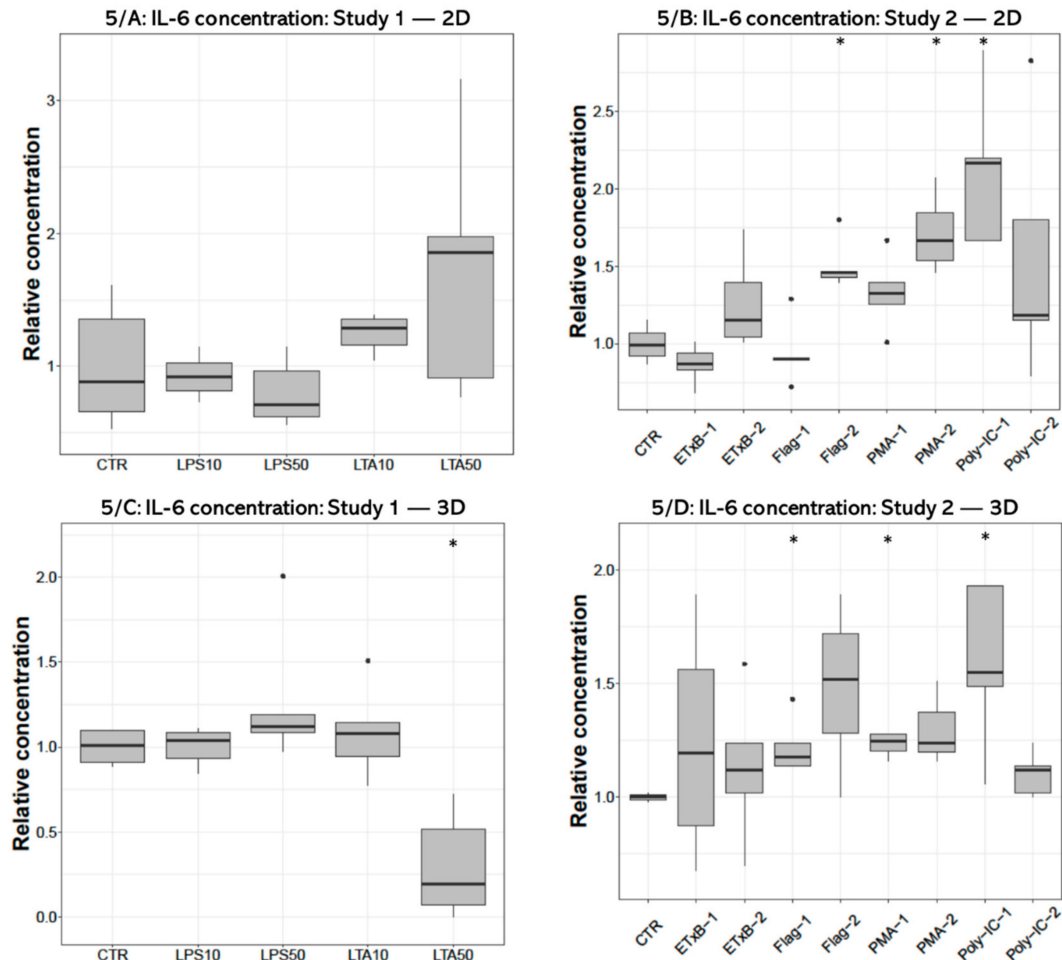 5/A: IL-6 concentration: Study 1 — 2D
Relative concentration
3
2
1
CTR LPS10 LPS50 LTA10 LTA50
5/B: IL-6 concentration: Study 2 — 2D
* * *
Relative concentration
2.5
2.0
1.5
1.0
CTR ETxB-1 ETxB-2 Flag-1 Flag-2 PMA-1 PMA-2 Poly-IC-1 Poly-IC-2
5/C: IL-6 concentration: Study 1 — 3D
*
Relative concentration
2.0
1.5
1.0
0.5
0.0
CTR LPS10 LPS50 LTA10 LTA50
5/D: IL-6 concentration: Study 2 — 3D
* * *
Relative concentration
2.0
1.5
1.0
CTR ETxB-1 ETxB-2 Flag-1 Flag-2 PMA-1 PMA-2 Poly-IC-1 Poly-IC-2